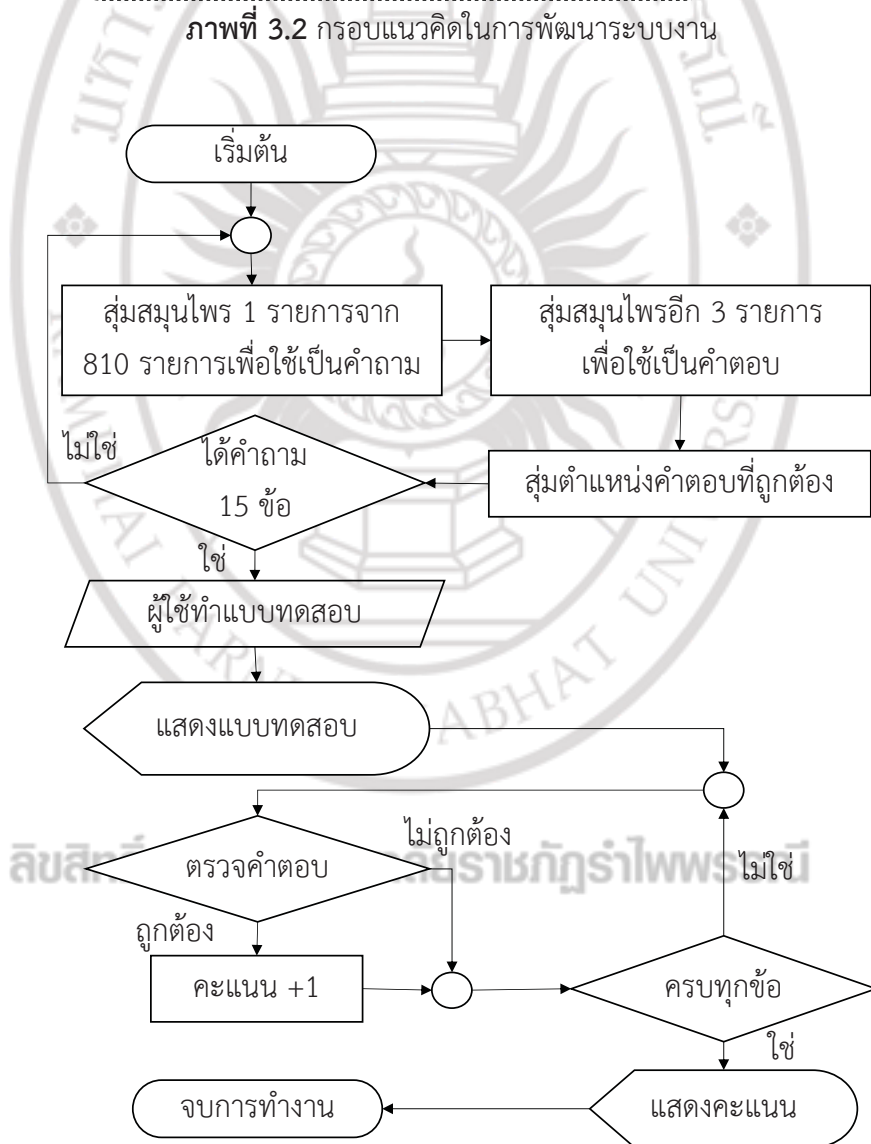 ภาพที่ 3.2 กรอบแนวคิดในการพัฒนาระบบงาน
เริ่มต้น
สุ่มสมุนไพร 1 รายการจาก
810 รายการเพื่อใช้เป็นคำถาม
สุ่มสมุนไพรอีก 3 รายการ
เพื่อใช้เป็นคำตอบ
สุ่มตำแหน่งคำตอบที่ถูกต้อง
ไม่ใช่
ได้คำถาม
15 ข้อ
ใช่
ผู้ใช้ทำแบบทดสอบ
แสดงแบบทดสอบ
ตรวจคำตอบ
ไม่ถูกต้อง
ถูกต้อง
คะแนน +1
ไม่ใช่
ครบทุกข้อ
ใช่
แสดงคะแนน
จบการทำงาน